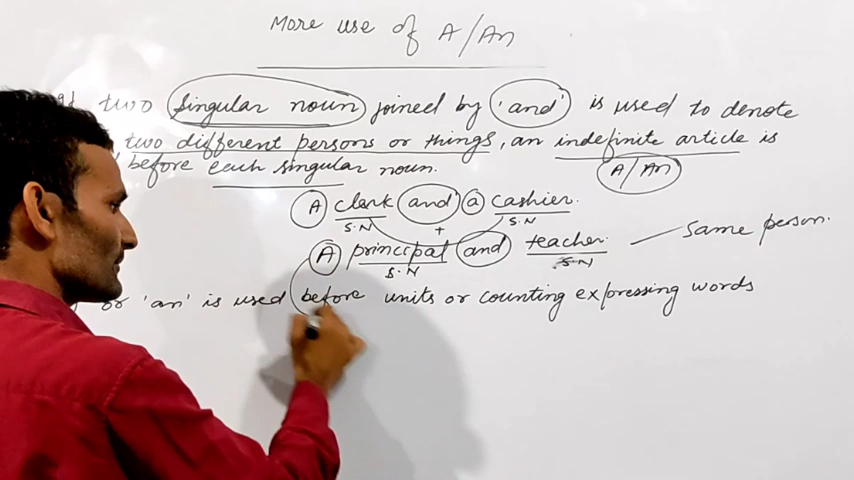 More use of A/An
two singular noun joined by 'and' is used to denote
two different persons or things, an indefinite article is
before each singular noun. A/An
A clerk and a cashier.
S.N + S.N
A principal and teacher. — same person.
S.N S.N
or 'an' is used before units or counting expressing words